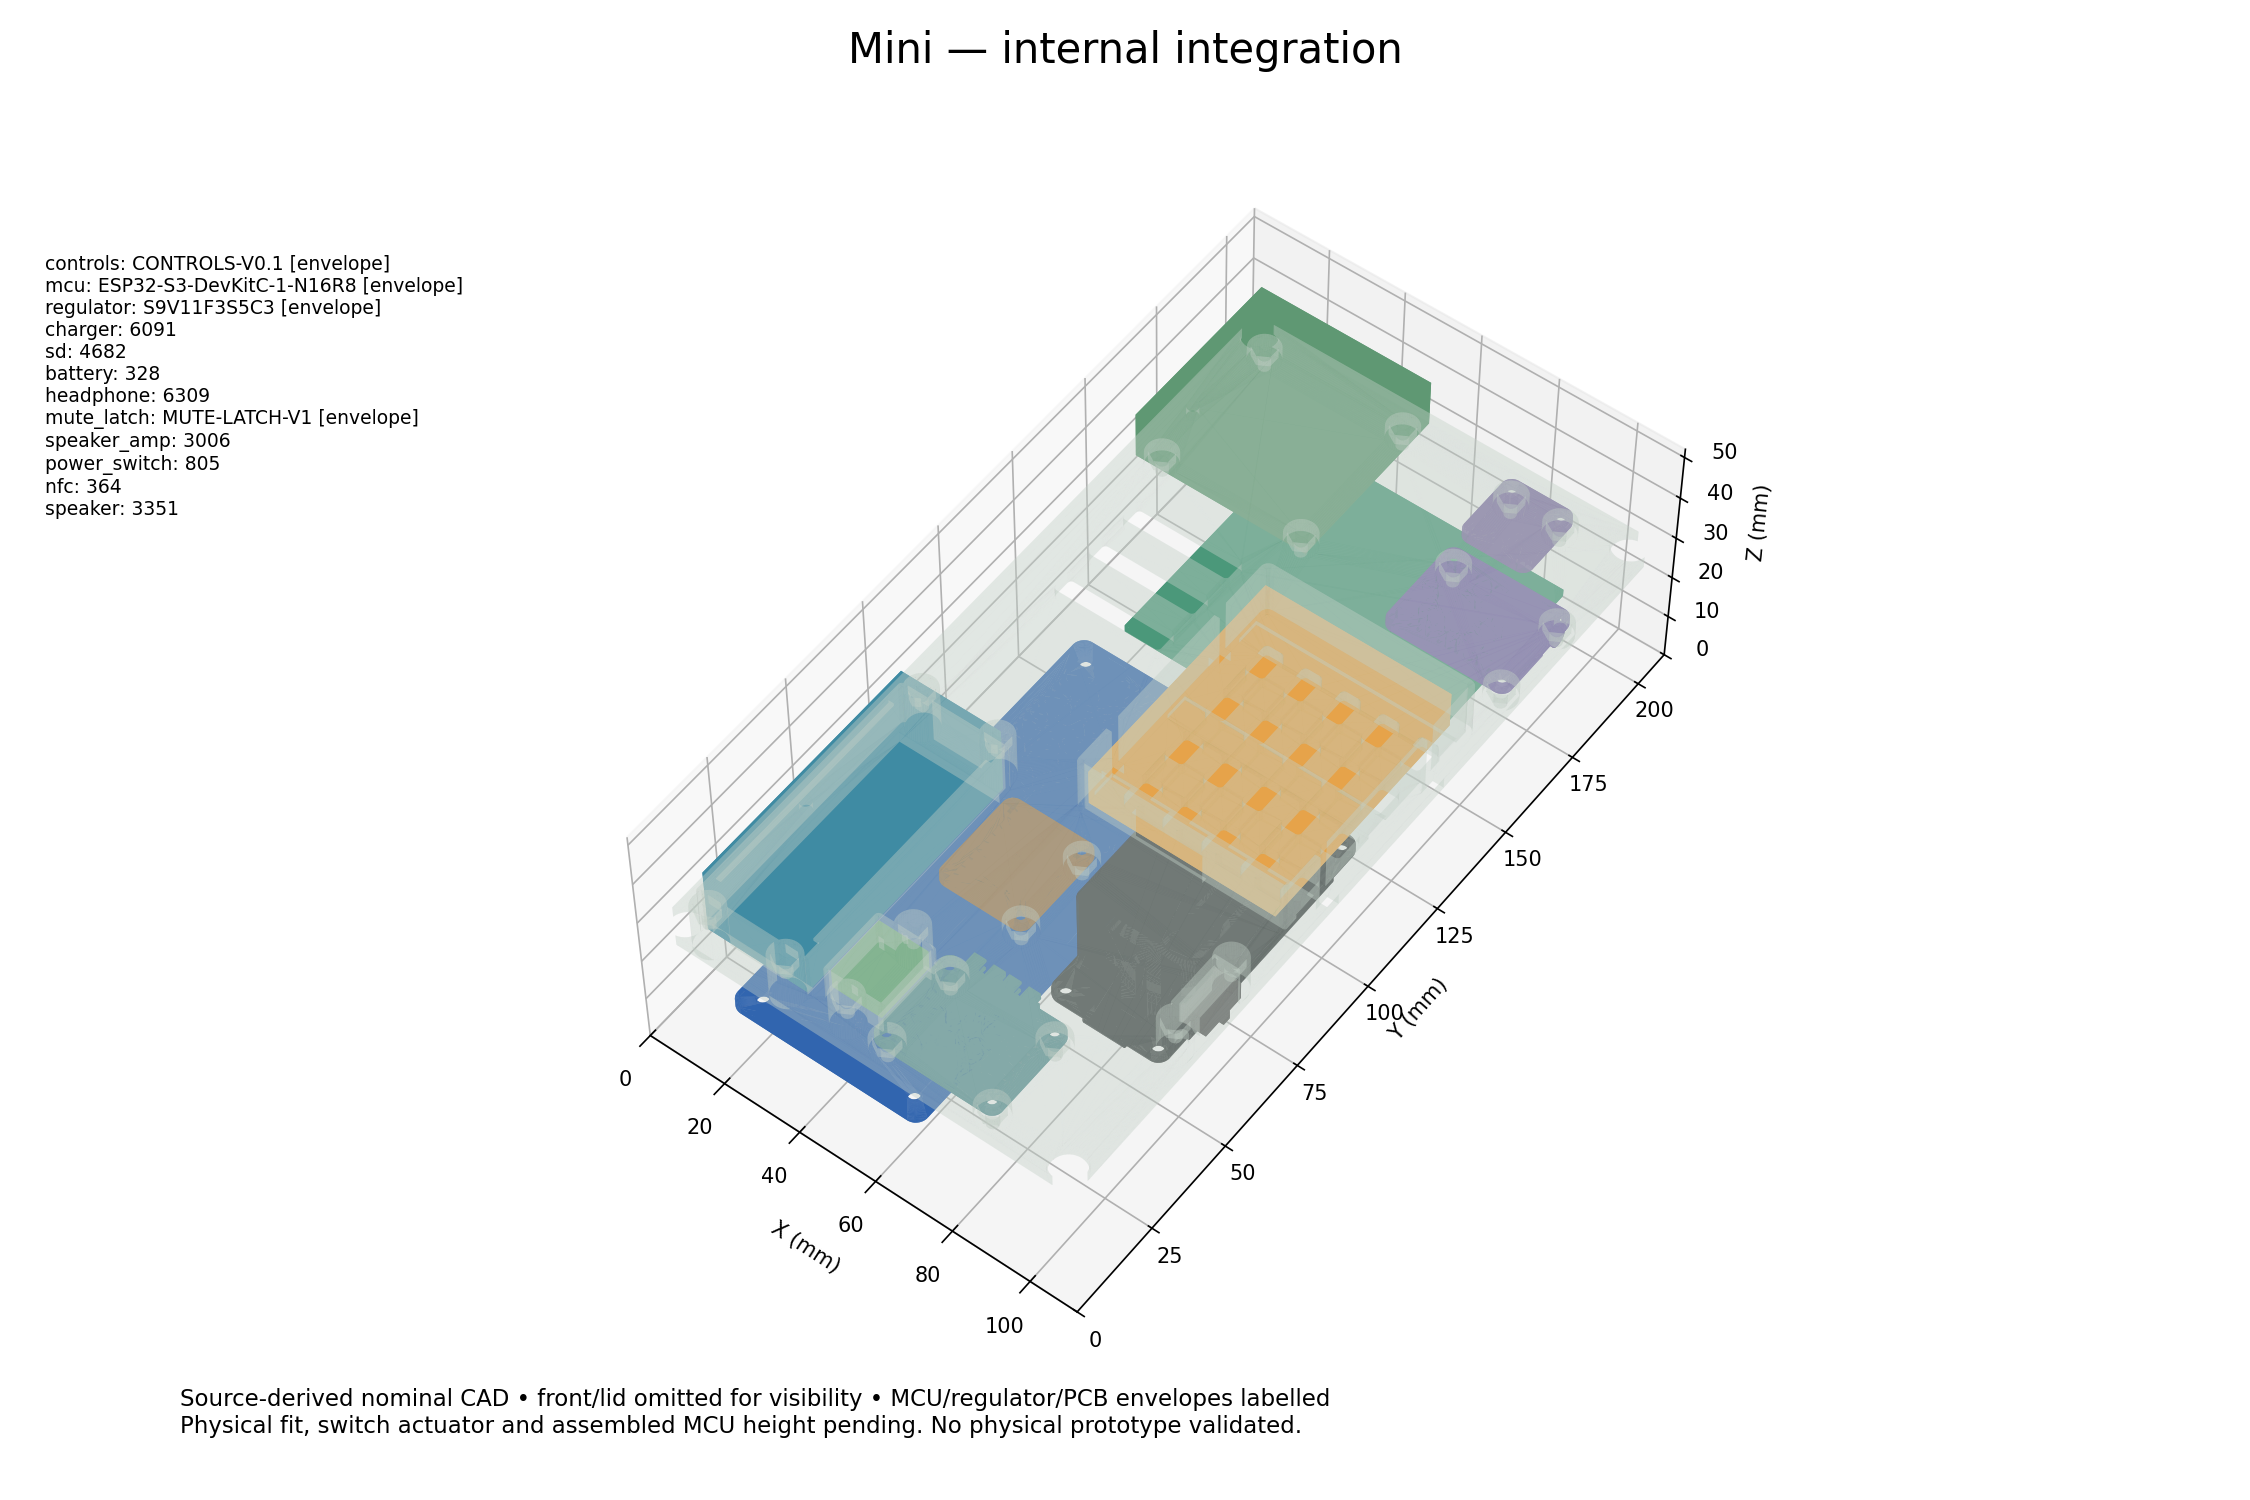 Mini — internal integration
controls: CONTROLS-V0.1 [envelope]
mcu: ESP32-S3-DevKitC-1-N16R8 [envelope]
regulator: S9V11F3S5C3 [envelope]
charger: 6091
sd: 4682
battery: 328
headphone: 6309
mute_latch: MUTE-LATCH-V1 [envelope]
speaker_amp: 3006
power_switch: 805
nfc: 364
speaker: 3351
50
40
30
20
10
0
Z (mm)
200
175
150
125
100
75
50
25
0
Y (mm)
0
20
40
60
80
100
X (mm)
Source-derived nominal CAD • front/lid omitted for visibility • MCU/regulator/PCB envelopes labelled
Physical fit, switch actuator and assembled MCU height pending. No physical prototype validated.